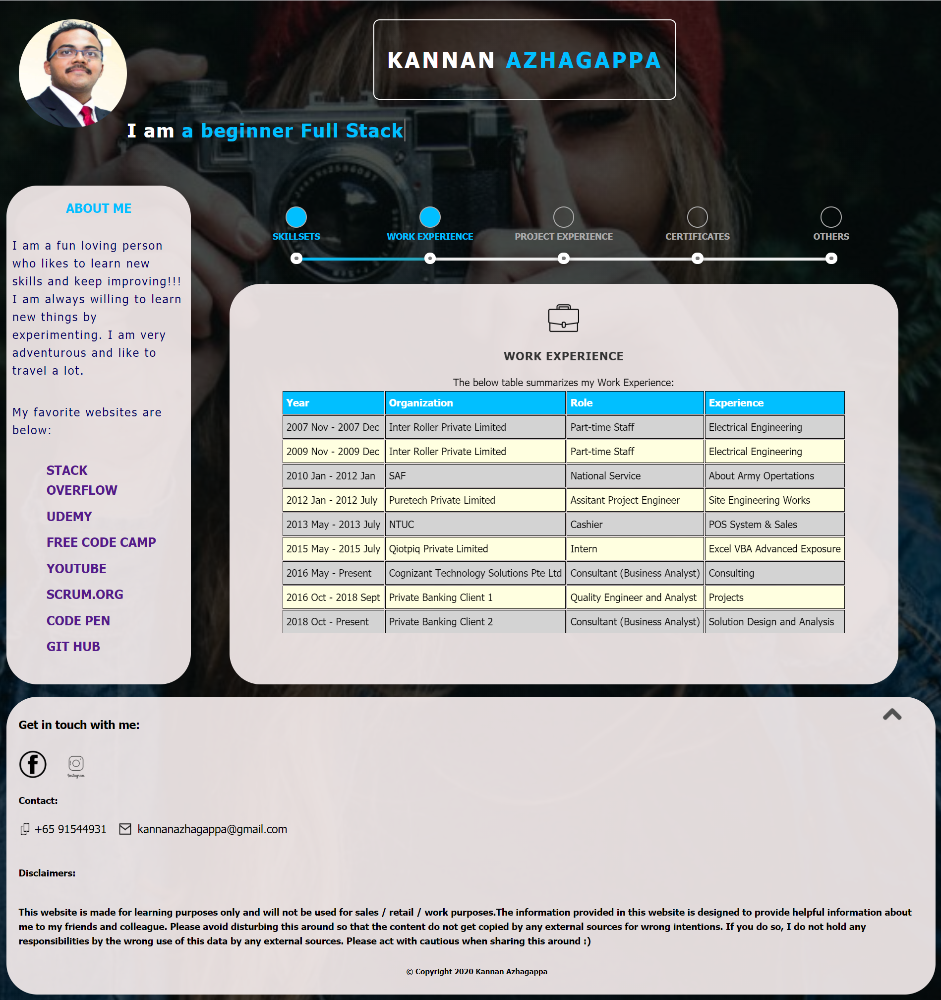 KANNAN AZHAGAPPA
I am a beginner Full Stack
ABOUT ME
I am a fun loving person
who likes to learn new
skills and keep improving!!!
I am always willing to learn
new things by
experimenting. I am very
adventurous and like to
travel a lot.
My favorite websites are
below:
STACK
OVERFLOW
UDEMY
FREE CODE CAMP
YOUTUBE
SCRUM.ORG
CODE PEN
GIT HUB
SKILLSETS WORK EXPERIENCE PROJECT EXPERIENCE CERTIFICATES OTHERS
WORK EXPERIENCE
The below table summarizes my Work Experience:
Year Organization Role Experience
2007 Nov - 2007 Dec Inter Roller Private Limited Part-time Staff Electrical Engineering
2009 Nov - 2009 Dec Inter Roller Private Limited Part-time Staff Electrical Engineering
2010 Jan - 2012 Jan SAF National Service About Army Opertations
2012 Jan - 2012 July Puretech Private Limited Assitant Project Engineer Site Engineering Works
2013 May - 2013 July NTUC Cashier POS System & Sales
2015 May - 2015 July Qiotpiq Private Limited Intern Excel VBA Advanced Exposure
2016 May - Present Cognizant Technology Solutions Pte Ltd Consultant (Business Analyst) Consulting
2016 Oct - 2018 Sept Private Banking Client 1 Quality Engineer and Analyst Projects
2018 Oct - Present Private Banking Client 2 Consultant (Business Analyst) Solution Design and Analysis
Get in touch with me:
Instagram
Contact:
+65 91544931 kannanazhagappa@gmail.com
Disclaimers:
This website is made for learning purposes only and will not be used for sales / retail / work purposes.The information provided in this website is designed to provide helpful information about
me to my friends and colleague. Please avoid disturbing this around so that the content do not get copied by any external sources for wrong intentions. If you do so, I do not hold any
responsibilities by the wrong use of this data by any external sources. Please act with cautious when sharing this around :)
© Copyright 2020 Kannan Azhagappa